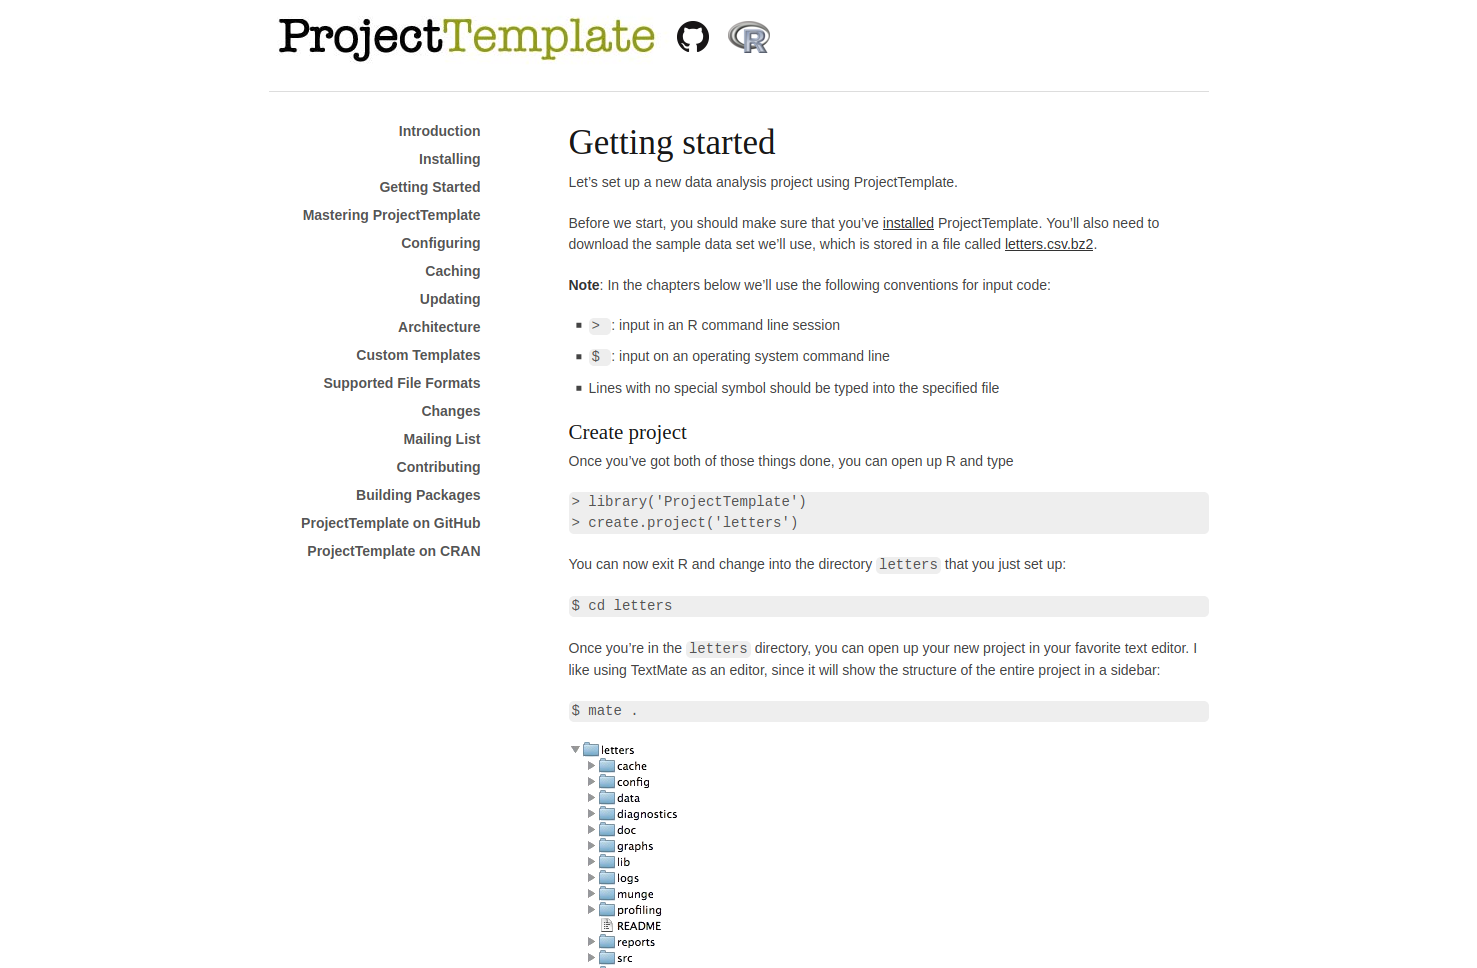 ProjectTemplate
R
Introduction
Installing
Getting Started
Mastering ProjectTemplate
Configuring
Caching
Updating
Architecture
Custom Templates
Supported File Formats
Changes
Mailing List
Contributing
Building Packages
ProjectTemplate on GitHub
ProjectTemplate on CRAN
Getting started
Let’s set up a new data analysis project using ProjectTemplate.
Before we start, you should make sure that you’ve installed ProjectTemplate. You’ll also need to
download the sample data set we’ll use, which is stored in a file called letters.csv.bz2.
Note: In the chapters below we’ll use the following conventions for input code:
> : input in an R command line session
$ : input on an operating system command line
Lines with no special symbol should be typed into the specified file
Create project
Once you’ve got both of those things done, you can open up R and type
> library('ProjectTemplate')
> create.project('letters')
You can now exit R and change into the directory letters that you just set up:
$ cd letters
Once you’re in the letters directory, you can open up your new project in your favorite text editor. I
like using TextMate as an editor, since it will show the structure of the entire project in a sidebar:
$ mate .
letters
cache
config
data
diagnostics
doc
graphs
lib
logs
munge
profiling
README
reports
src